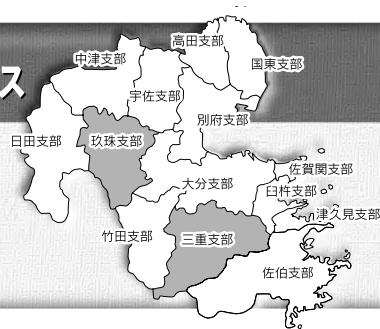 高田支部
国東支部
中津支部
ス
宇佐支部
別府支部
日田支部
玖珠支部
佐賀関支部
大分支部
臼杵支部
津久見支部
竹田支部
三重支部
佐伯支部